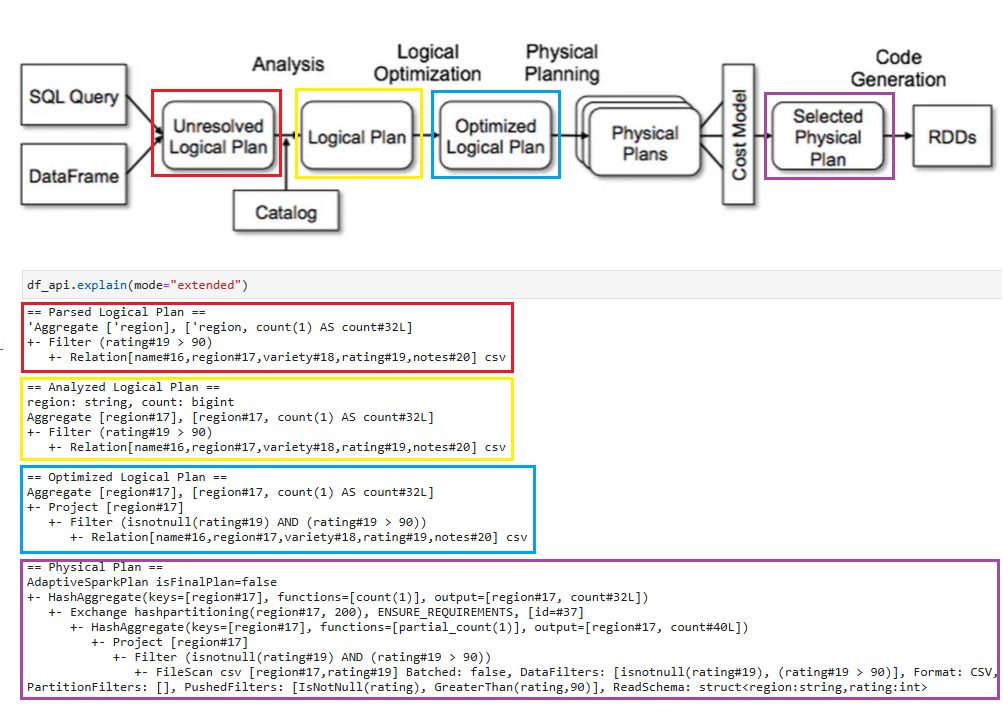 SQL Query
DataFrame
Analysis
Unresolved
Logical Plan
Catalog
Logical Plan
Logical
Optimization
Optimized
Logical Plan
Physical
Planning
Physical
Plans
Cost Model
Code
Generation
Selected
Physical
Plan
RDDs
df_api.explain(mode="extended")
== Parsed Logical Plan ==
'Aggregate ['region], ['region, count(1) AS count#32L]
+- Filter (rating#19 > 90)
   +- Relation[name#16,region#17,variety#18,rating#19,notes#20] csv
== Analyzed Logical Plan ==
region: string, count: bigint
Aggregate [region#17], [region#17, count(1) AS count#32L]
+- Filter (rating#19 > 90)
   +- Relation[name#16,region#17,variety#18,rating#19,notes#20] csv
== Optimized Logical Plan ==
Aggregate [region#17], [region#17, count(1) AS count#32L]
+- Project [region#17]
   +- Filter (isnotnull(rating#19) AND (rating#19 > 90))
      +- Relation[name#16,region#17,variety#18,rating#19,notes#20] csv
== Physical Plan ==
AdaptiveSparkPlan isFinalPlan=false
+- HashAggregate(keys=[region#17], functions=[count(1)], output=[region#17, count#32L])
   +- Exchange hashpartitioning(region#17, 200), ENSURE_REQUIREMENTS, [id=#37]
      +- HashAggregate(keys=[region#17], functions=[partial_count(1)], output=[region#17, count#40L])
         +- Project [region#17]
            +- Filter (isnotnull(rating#19) AND (rating#19 > 90))
               +- FileScan csv [region#17,rating#19] Batched: false, DataFilters: [isnotnull(rating#19), (rating#19 > 90)], Format: CSV,
PartitionFilters: [], PushedFilters: [IsNotNull(rating), GreaterThan(rating,90)], ReadSchema: struct<region:string,rating:int>